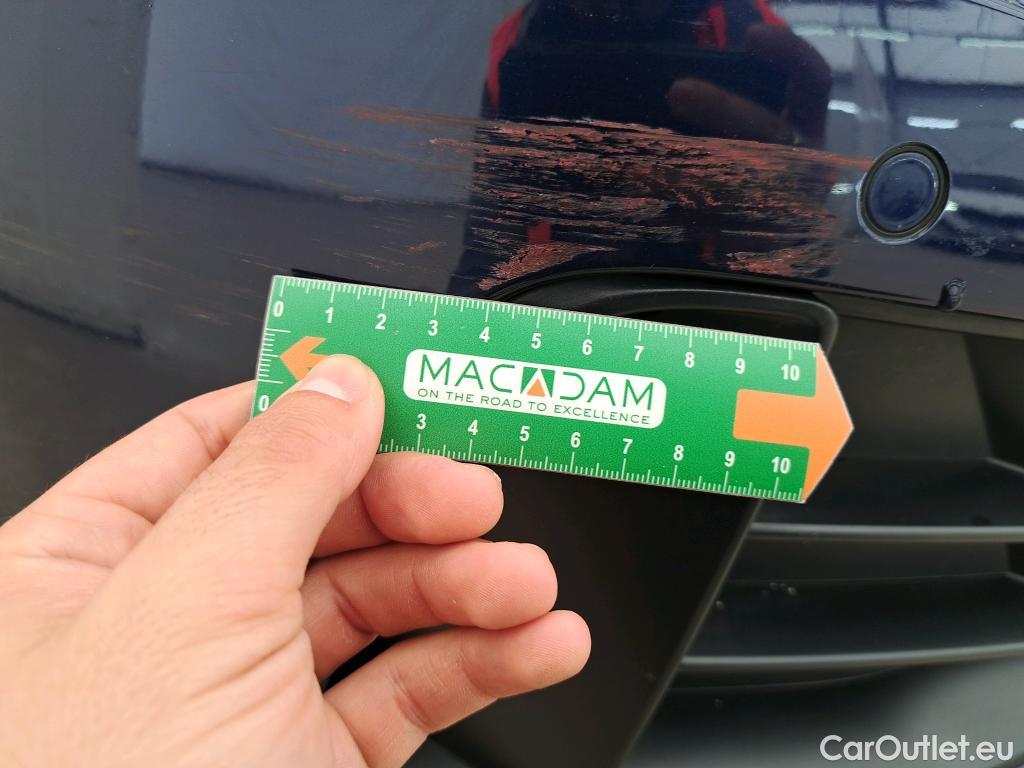 0 1 2 3 4 5 6 7 8 9 10
MACADAM
ON THE ROAD TO EXCELLENCE
0 3 4 5 6 7 8 9 10
CarOutlet.eu